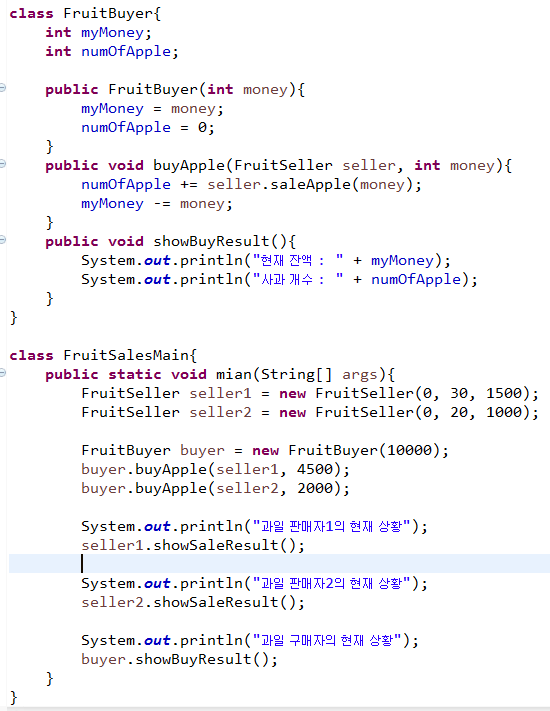 class FruitBuyer{
    int myMoney;
    int numOfApple;
    public FruitBuyer(int money){
        myMoney = money;
        numOfApple = 0;
    }
    public void buyApple(FruitSeller seller, int money){
        numOfApple += seller.saleApple(money);
        myMoney -= money;
    }
    public void showBuyResult(){
        System.out.println("현재 잔액 : " + myMoney);
        System.out.println("사과 개수 : " + numOfApple);
    }
}
class FruitSalesMain{
    public static void mian(String[] args){
        FruitSeller seller1 = new FruitSeller(0, 30, 1500);
        FruitSeller seller2 = new FruitSeller(0, 20, 1000);
        FruitBuyer buyer = new FruitBuyer(10000);
        buyer.buyApple(seller1, 4500);
        buyer.buyApple(seller2, 2000);
        System.out.println("과일 판매자1의 현재 상황");
        seller1.showSaleResult();
        System.out.println("과일 판매자2의 현재 상황");
        seller2.showSaleResult();
        System.out.println("과일 구매자의 현재 상황");
        buyer.showBuyResult();
    }
}